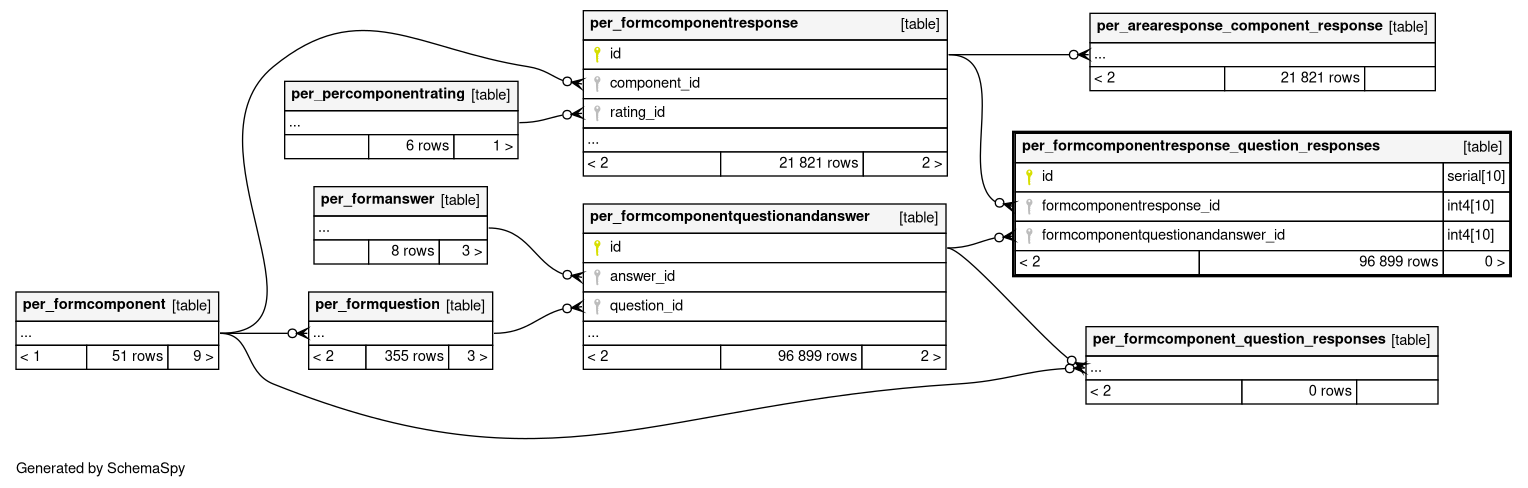 per_formcomponentresponse [table]
id
component_id
rating_id
...
< 2 21 821 rows 2 >
per_arearesponse_component_response [table]
...
< 2 21 821 rows
per_percomponentrating [table]
...
6 rows 1 >
per_formcomponentresponse_question_responses [table]
id serial[10]
formcomponentresponse_id int4[10]
formcomponentquestionandanswer_id int4[10]
< 2 96 899 rows 0 >
per_formanswer [table]
...
8 rows 3 >
per_formcomponentquestionandanswer [table]
id
answer_id
question_id
...
< 2 96 899 rows 2 >
per_formcomponent [table]
...
< 1 51 rows 9 >
per_formquestion [table]
...
< 2 355 rows 3 >
per_formcomponent_question_responses [table]
...
< 2 0 rows
Generated by SchemaSpy